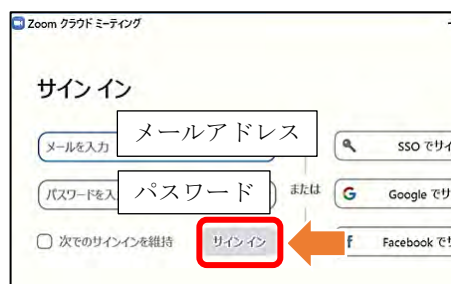 Zoom クラウド ミーティング
サイン イン
メールを入力
メールアドレス
SSO でサイ
パスワードを入
パスワード
または
G
Google でサ
次でのサインインを維持
サイン イン
f
Facebook でサ